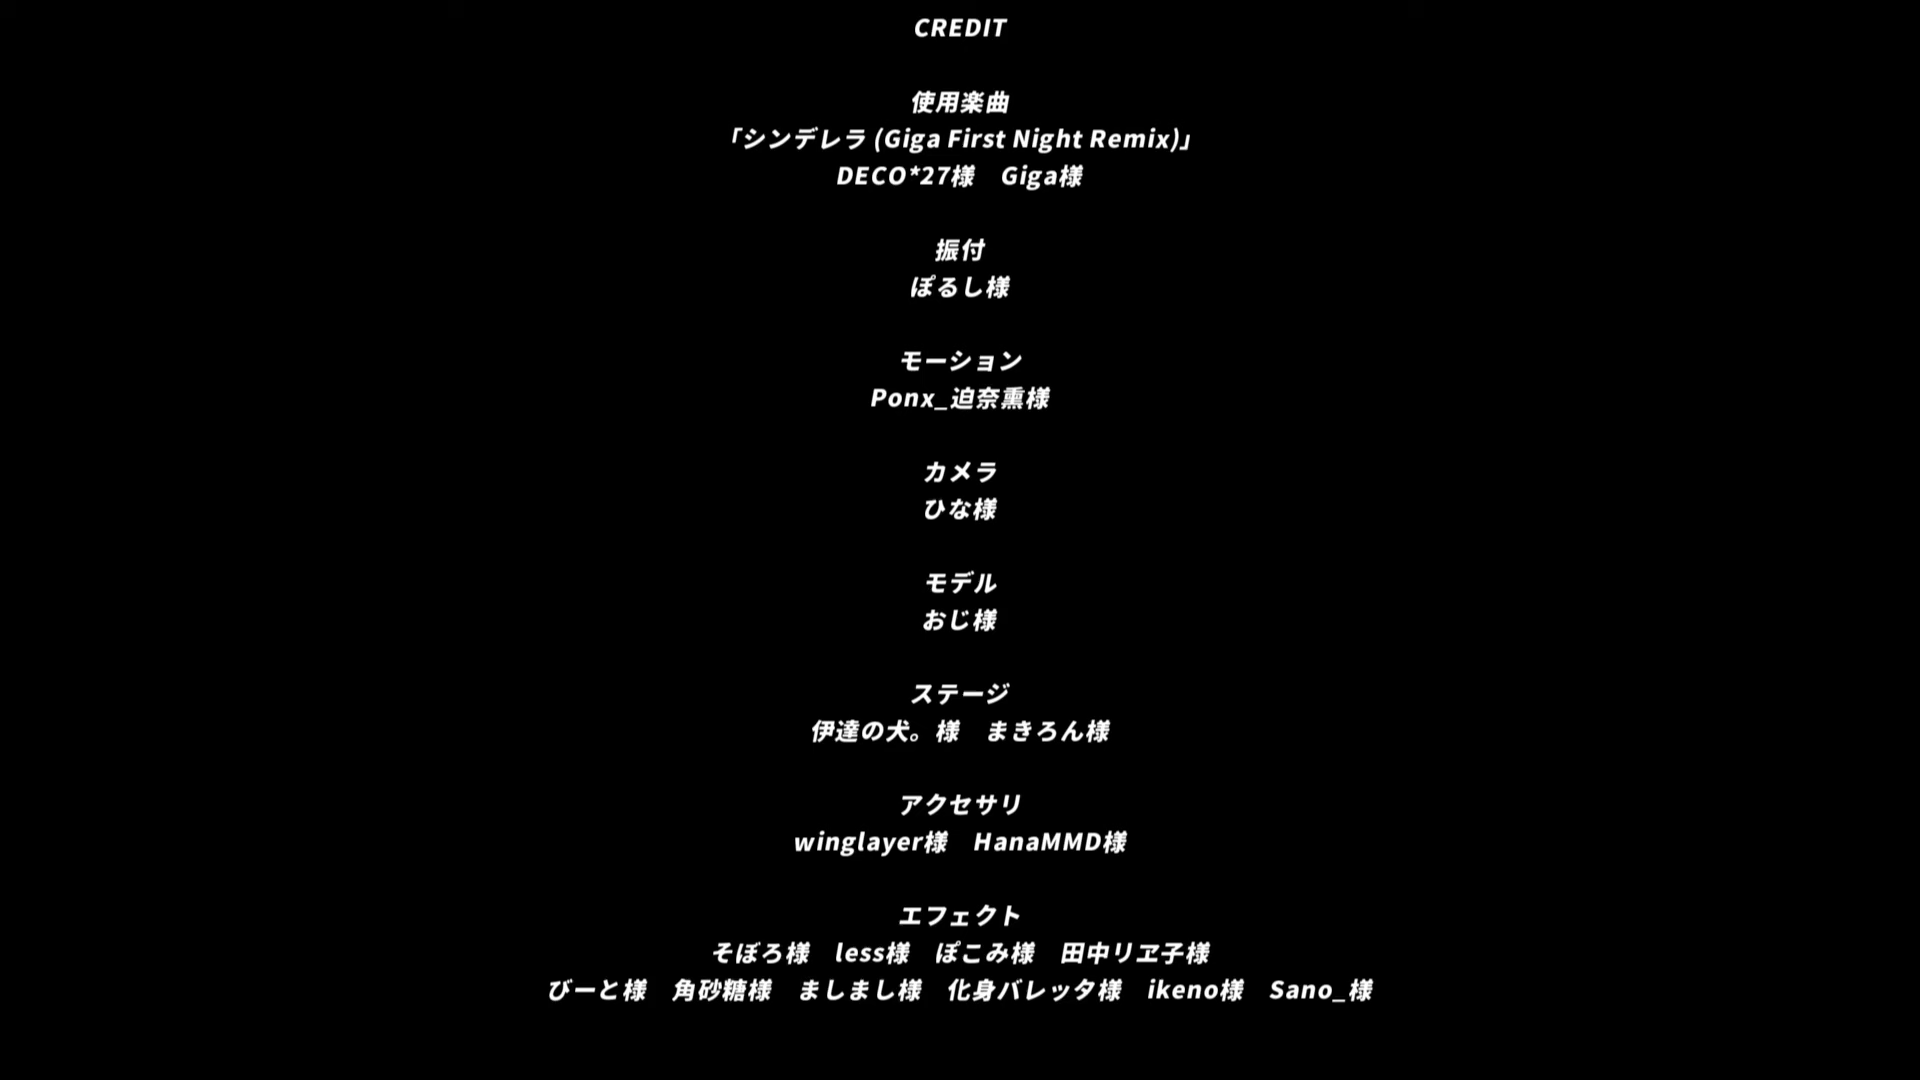 CREDIT
使用楽曲
「シンデレラ (Giga First Night Remix)」
DECO*27様　Giga様
振付
ぽるし様
モーション
Ponx_迫奈熏様
カメラ
ひな様
モデル
おじ様
ステージ
伊達の犬。様　まきろん様
アクセサリ
winglayer様　HanaMMD様
エフェクト
そぼろ様　less様　ぽこみ様　田中リヱ子様
びーと様　角砂糖様　ましまし様　化身バレッタ様　ikeno様　Sano_様